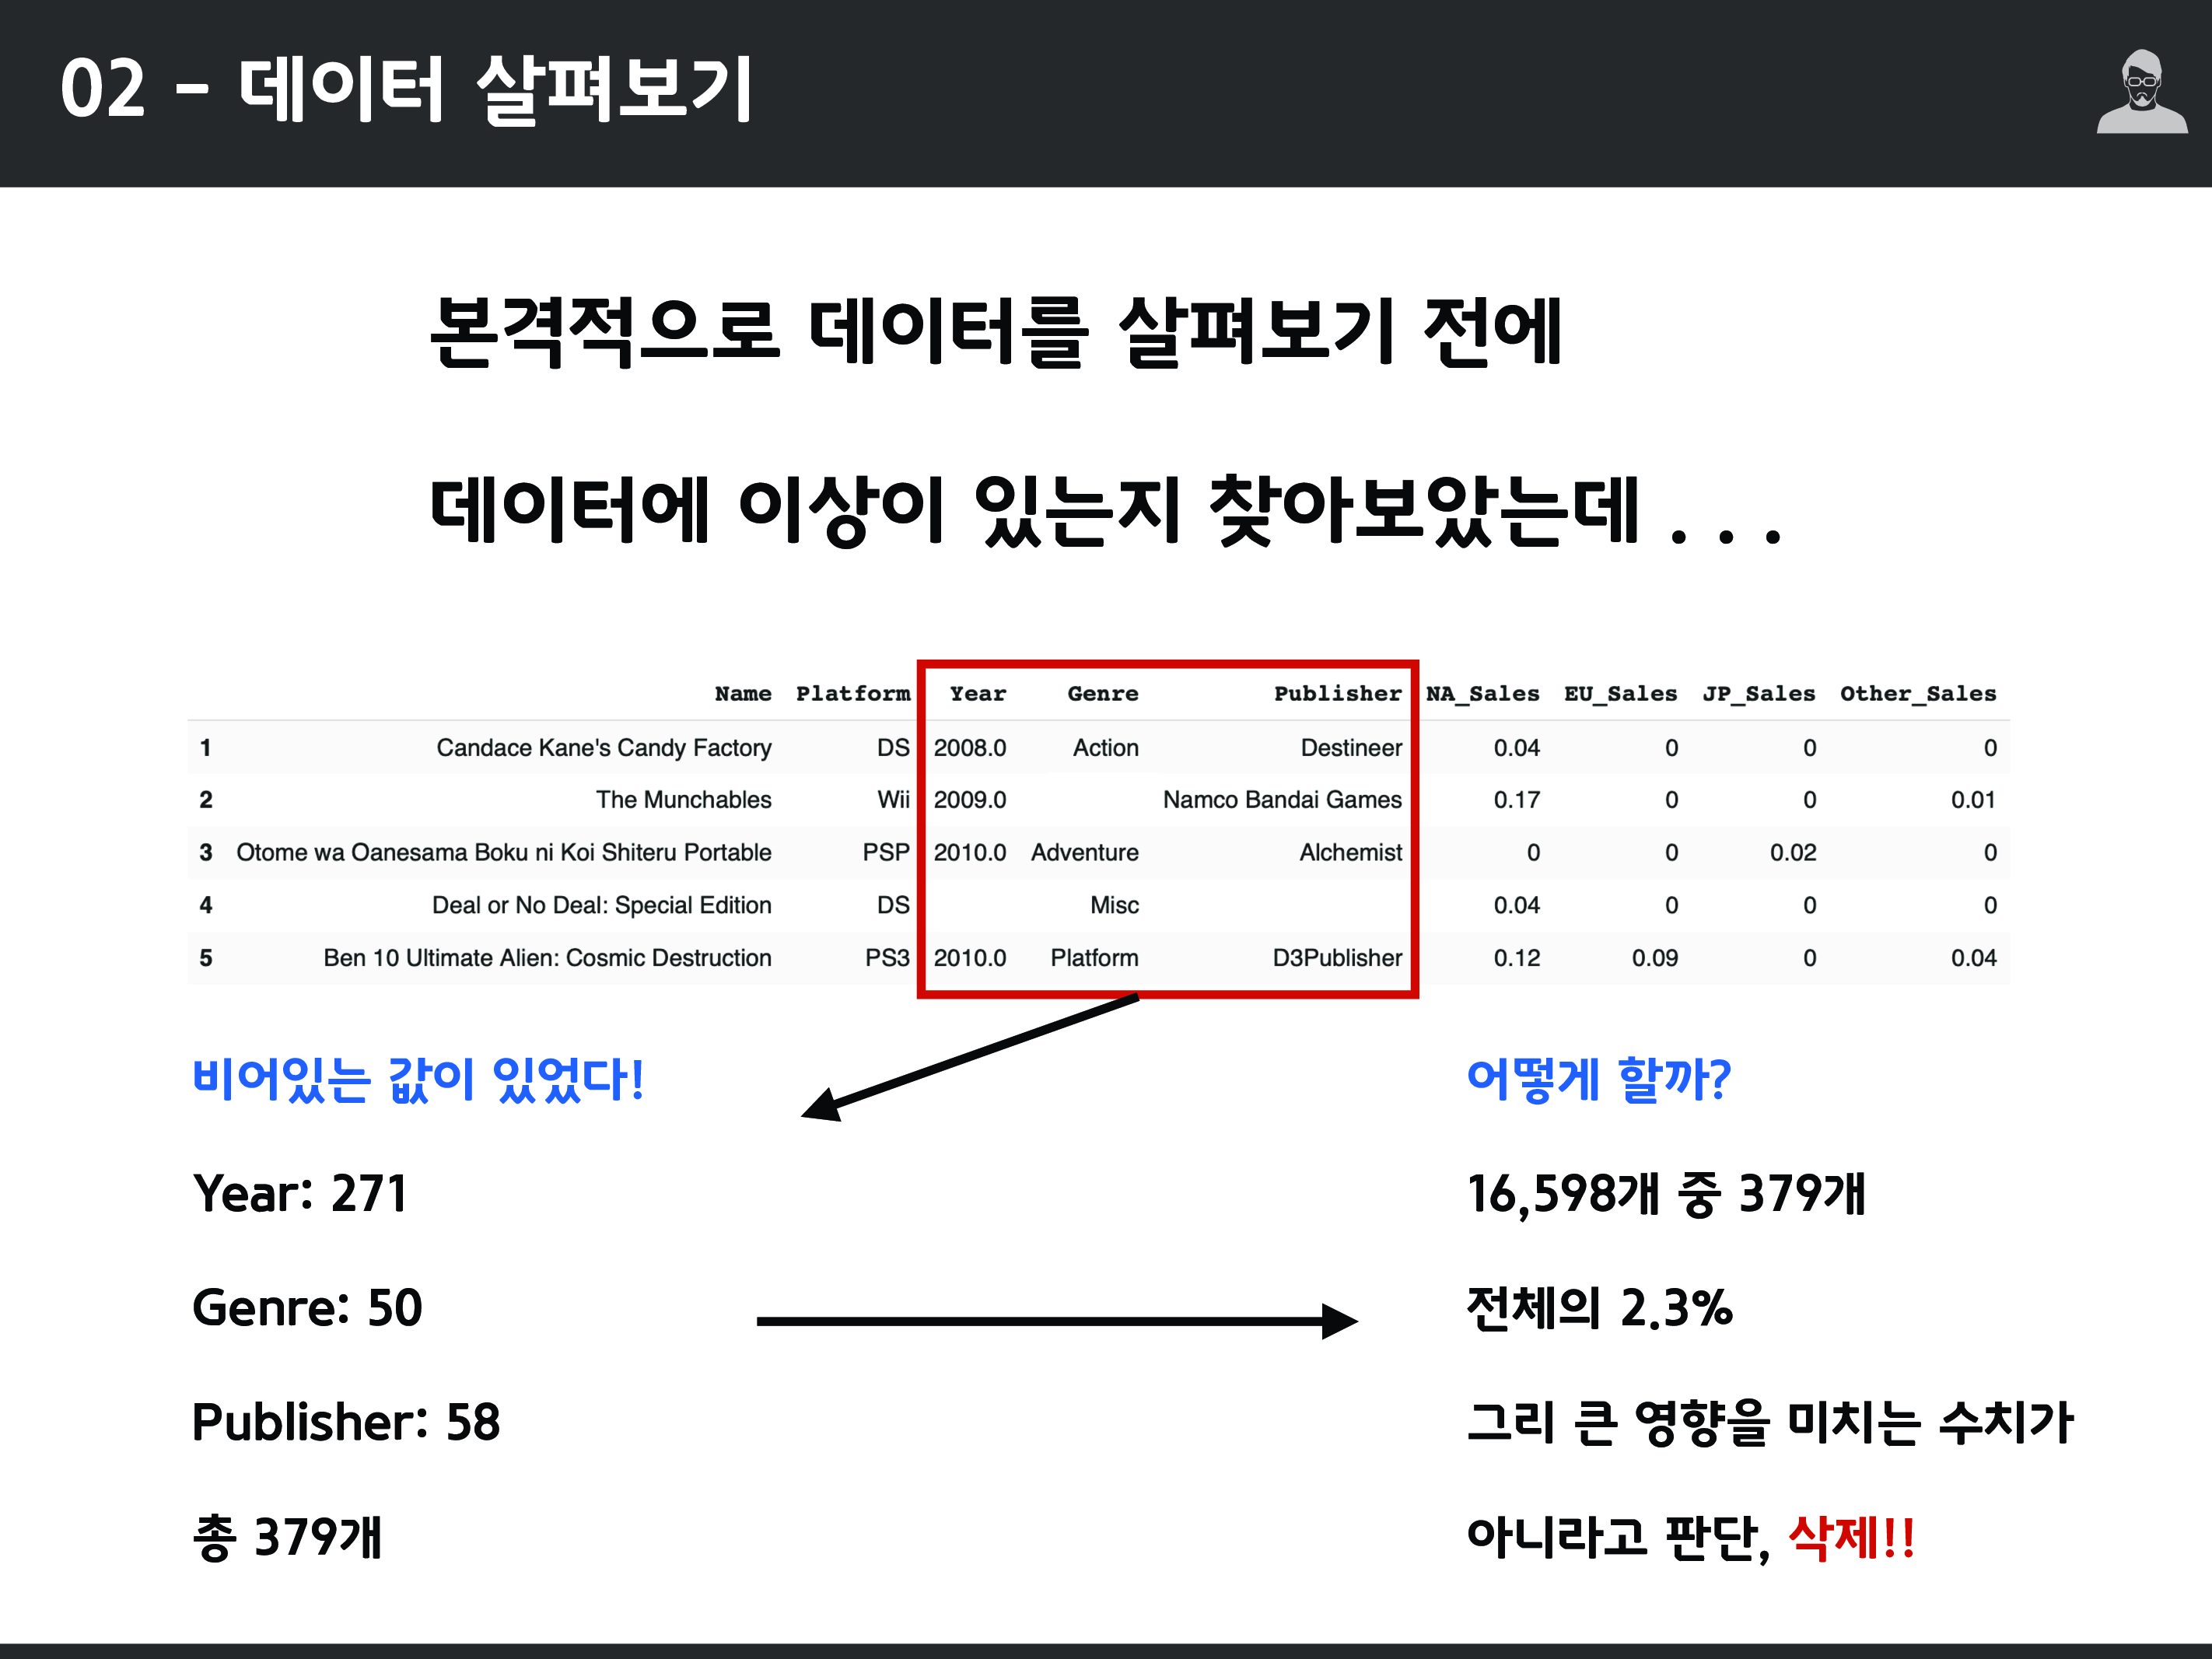 02 - 데이터 살펴보기
본격적으로 데이터를 살펴보기 전에
데이터에 이상이 있는지 찾아보았는데 . . .
Name Platform Year Genre Publisher NA_Sales EU_Sales JP_Sales Other_Sales
1 Candace Kane's Candy Factory DS 2008.0 Action Destineer 0.04 0 0 0
2 The Munchables Wii 2009.0 Namco Bandai Games 0.17 0 0 0.01
3 Otome wa Oanesama Boku ni Koi Shiteru Portable PSP 2010.0 Adventure Alchemist 0 0 0.02 0
4 Deal or No Deal: Special Edition DS Misc 0.04 0 0 0
5 Ben 10 Ultimate Alien: Cosmic Destruction PS3 2010.0 Platform D3Publisher 0.12 0.09 0 0.04
비어있는 값이 있었다!
Year: 271
Genre: 50
Publisher: 58
총 379개
어떻게 할까?
16,598개 중 379개
전체의 2.3%
그리 큰 영향을 미치는 수치가
아니라고 판단, 삭제!!